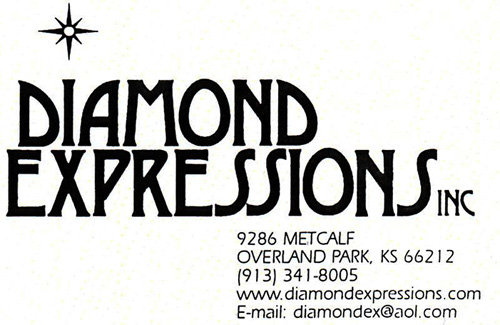 DIAMOND
EXPRESSIONS INC
9286 METCALF
OVERLAND PARK, KS 66212
(913) 341-8005
www.diamondexpressions.com
E-mail: diamondex@aol.com